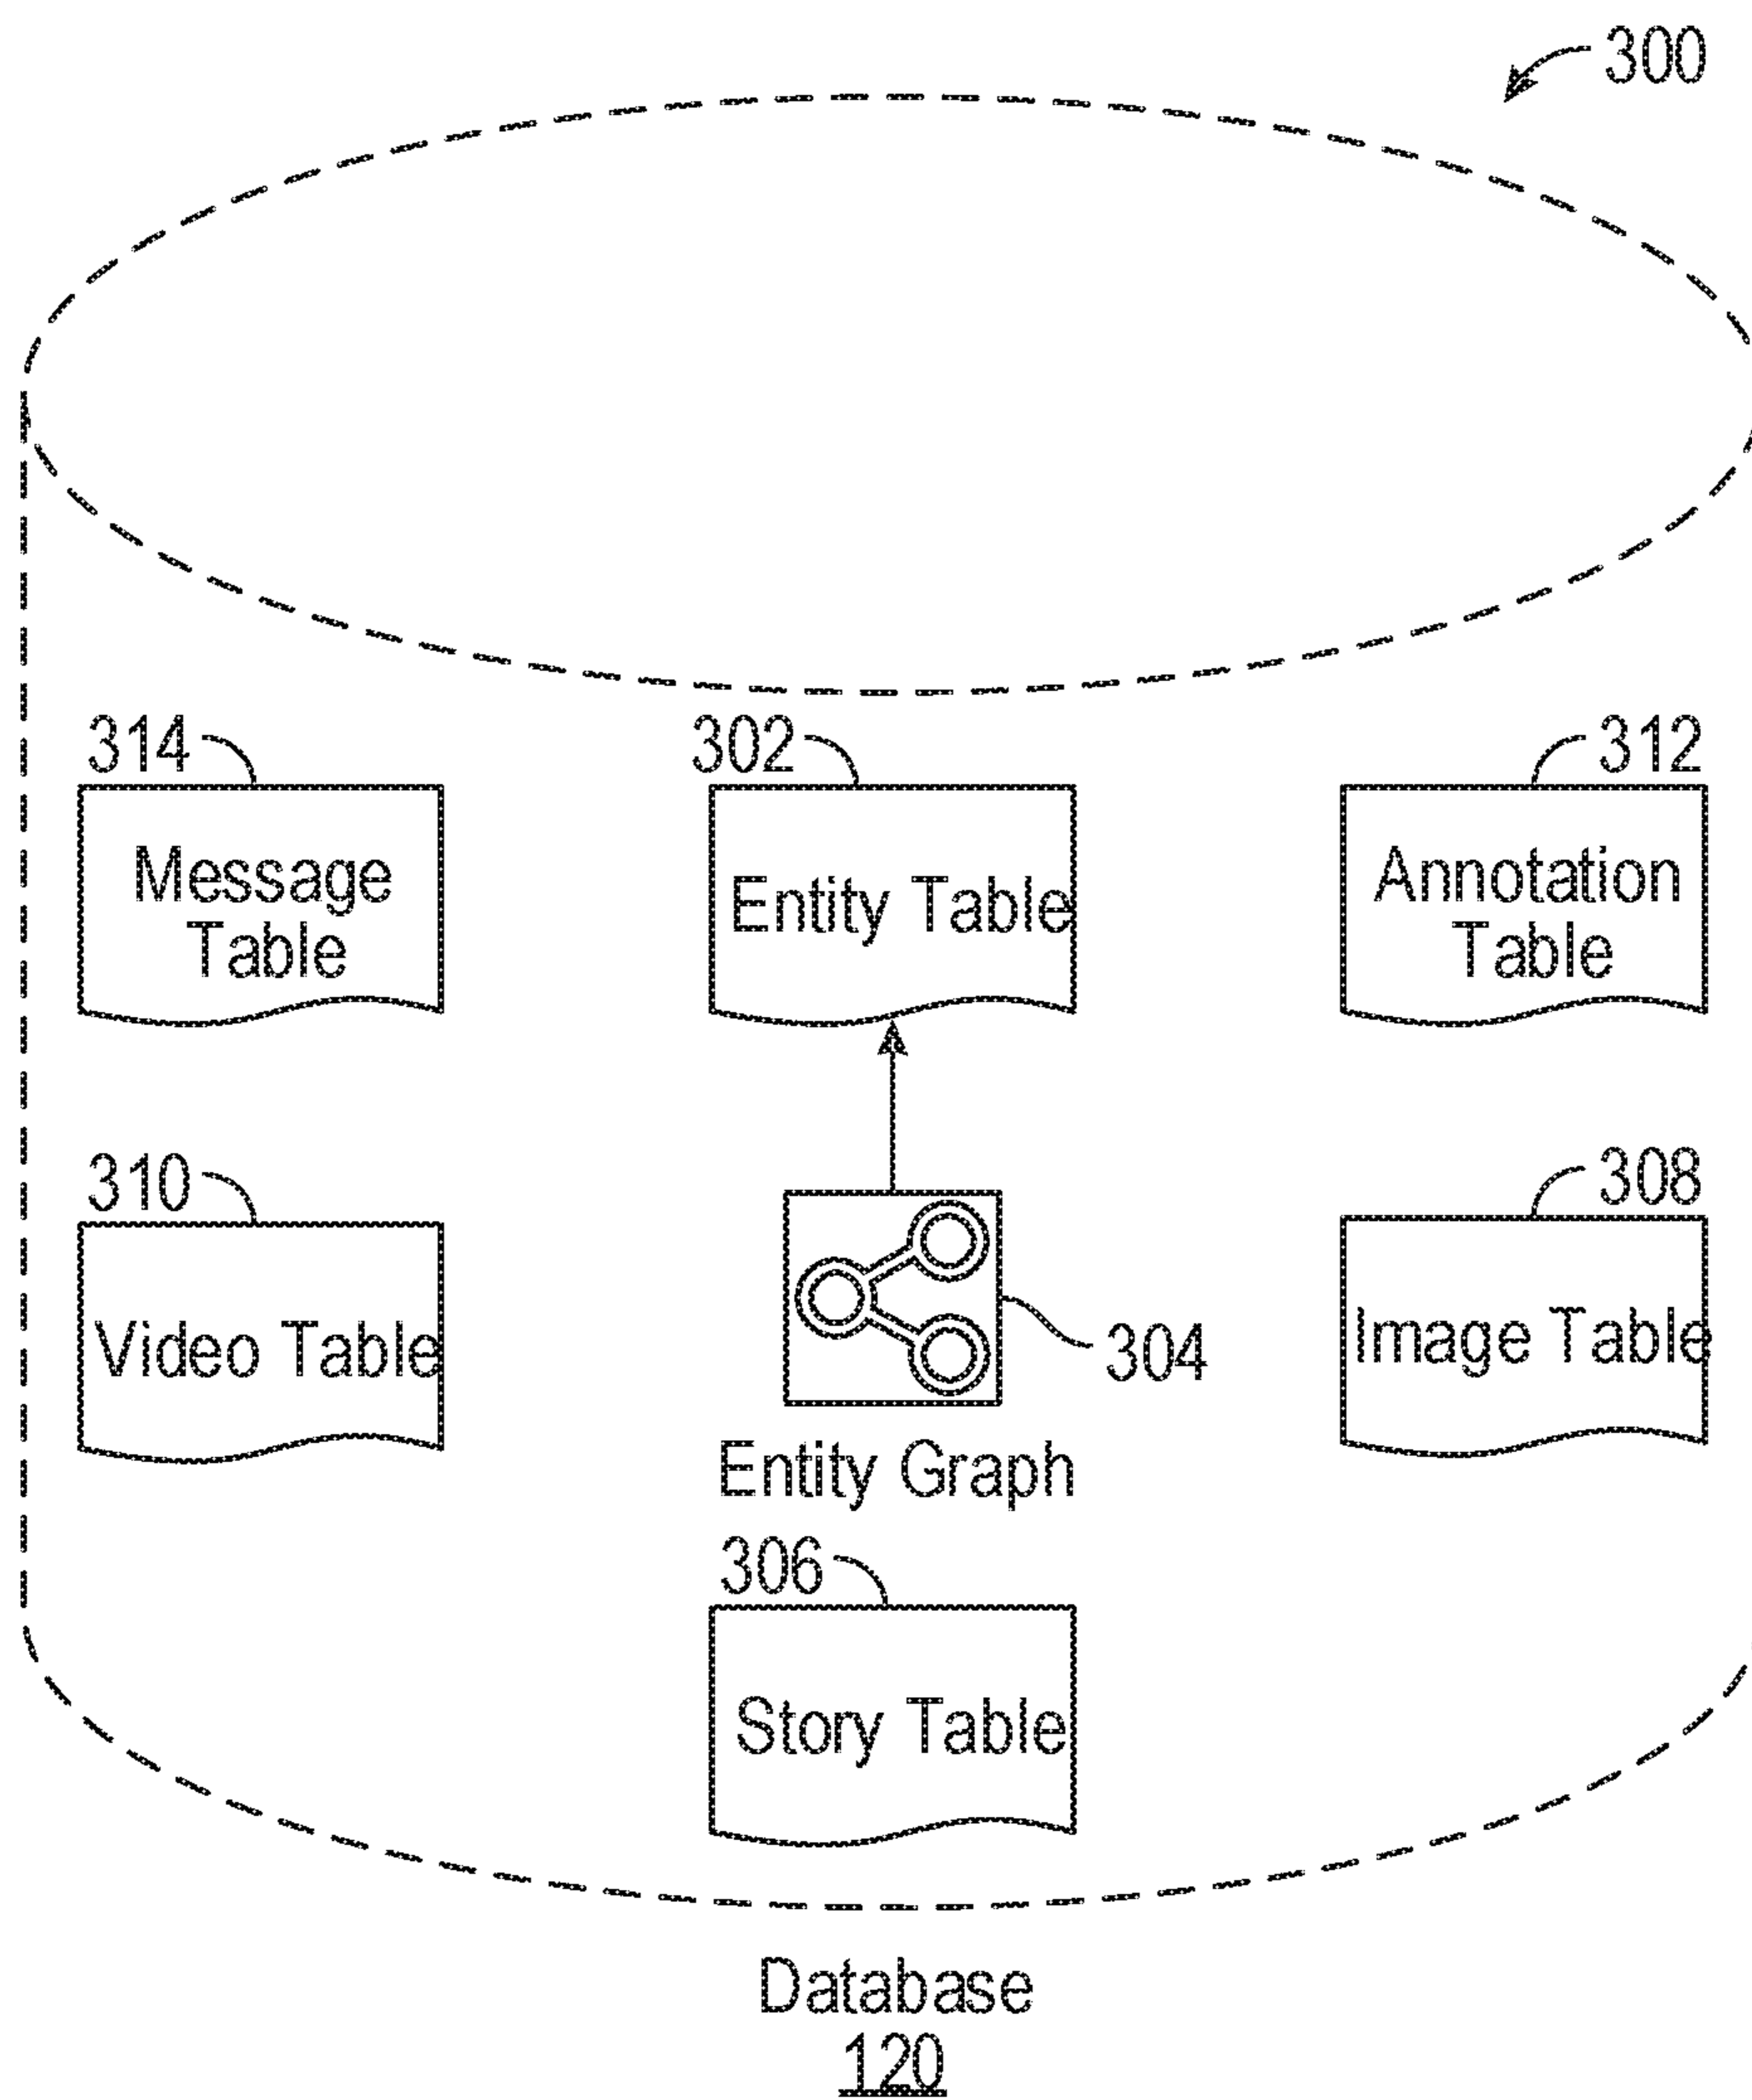 300
314
302
312
Message
Table
Entity Table
Annotation
Table
310
308
Video Table
304
Image Table
Entity Graph
306
Story Table
Database
120